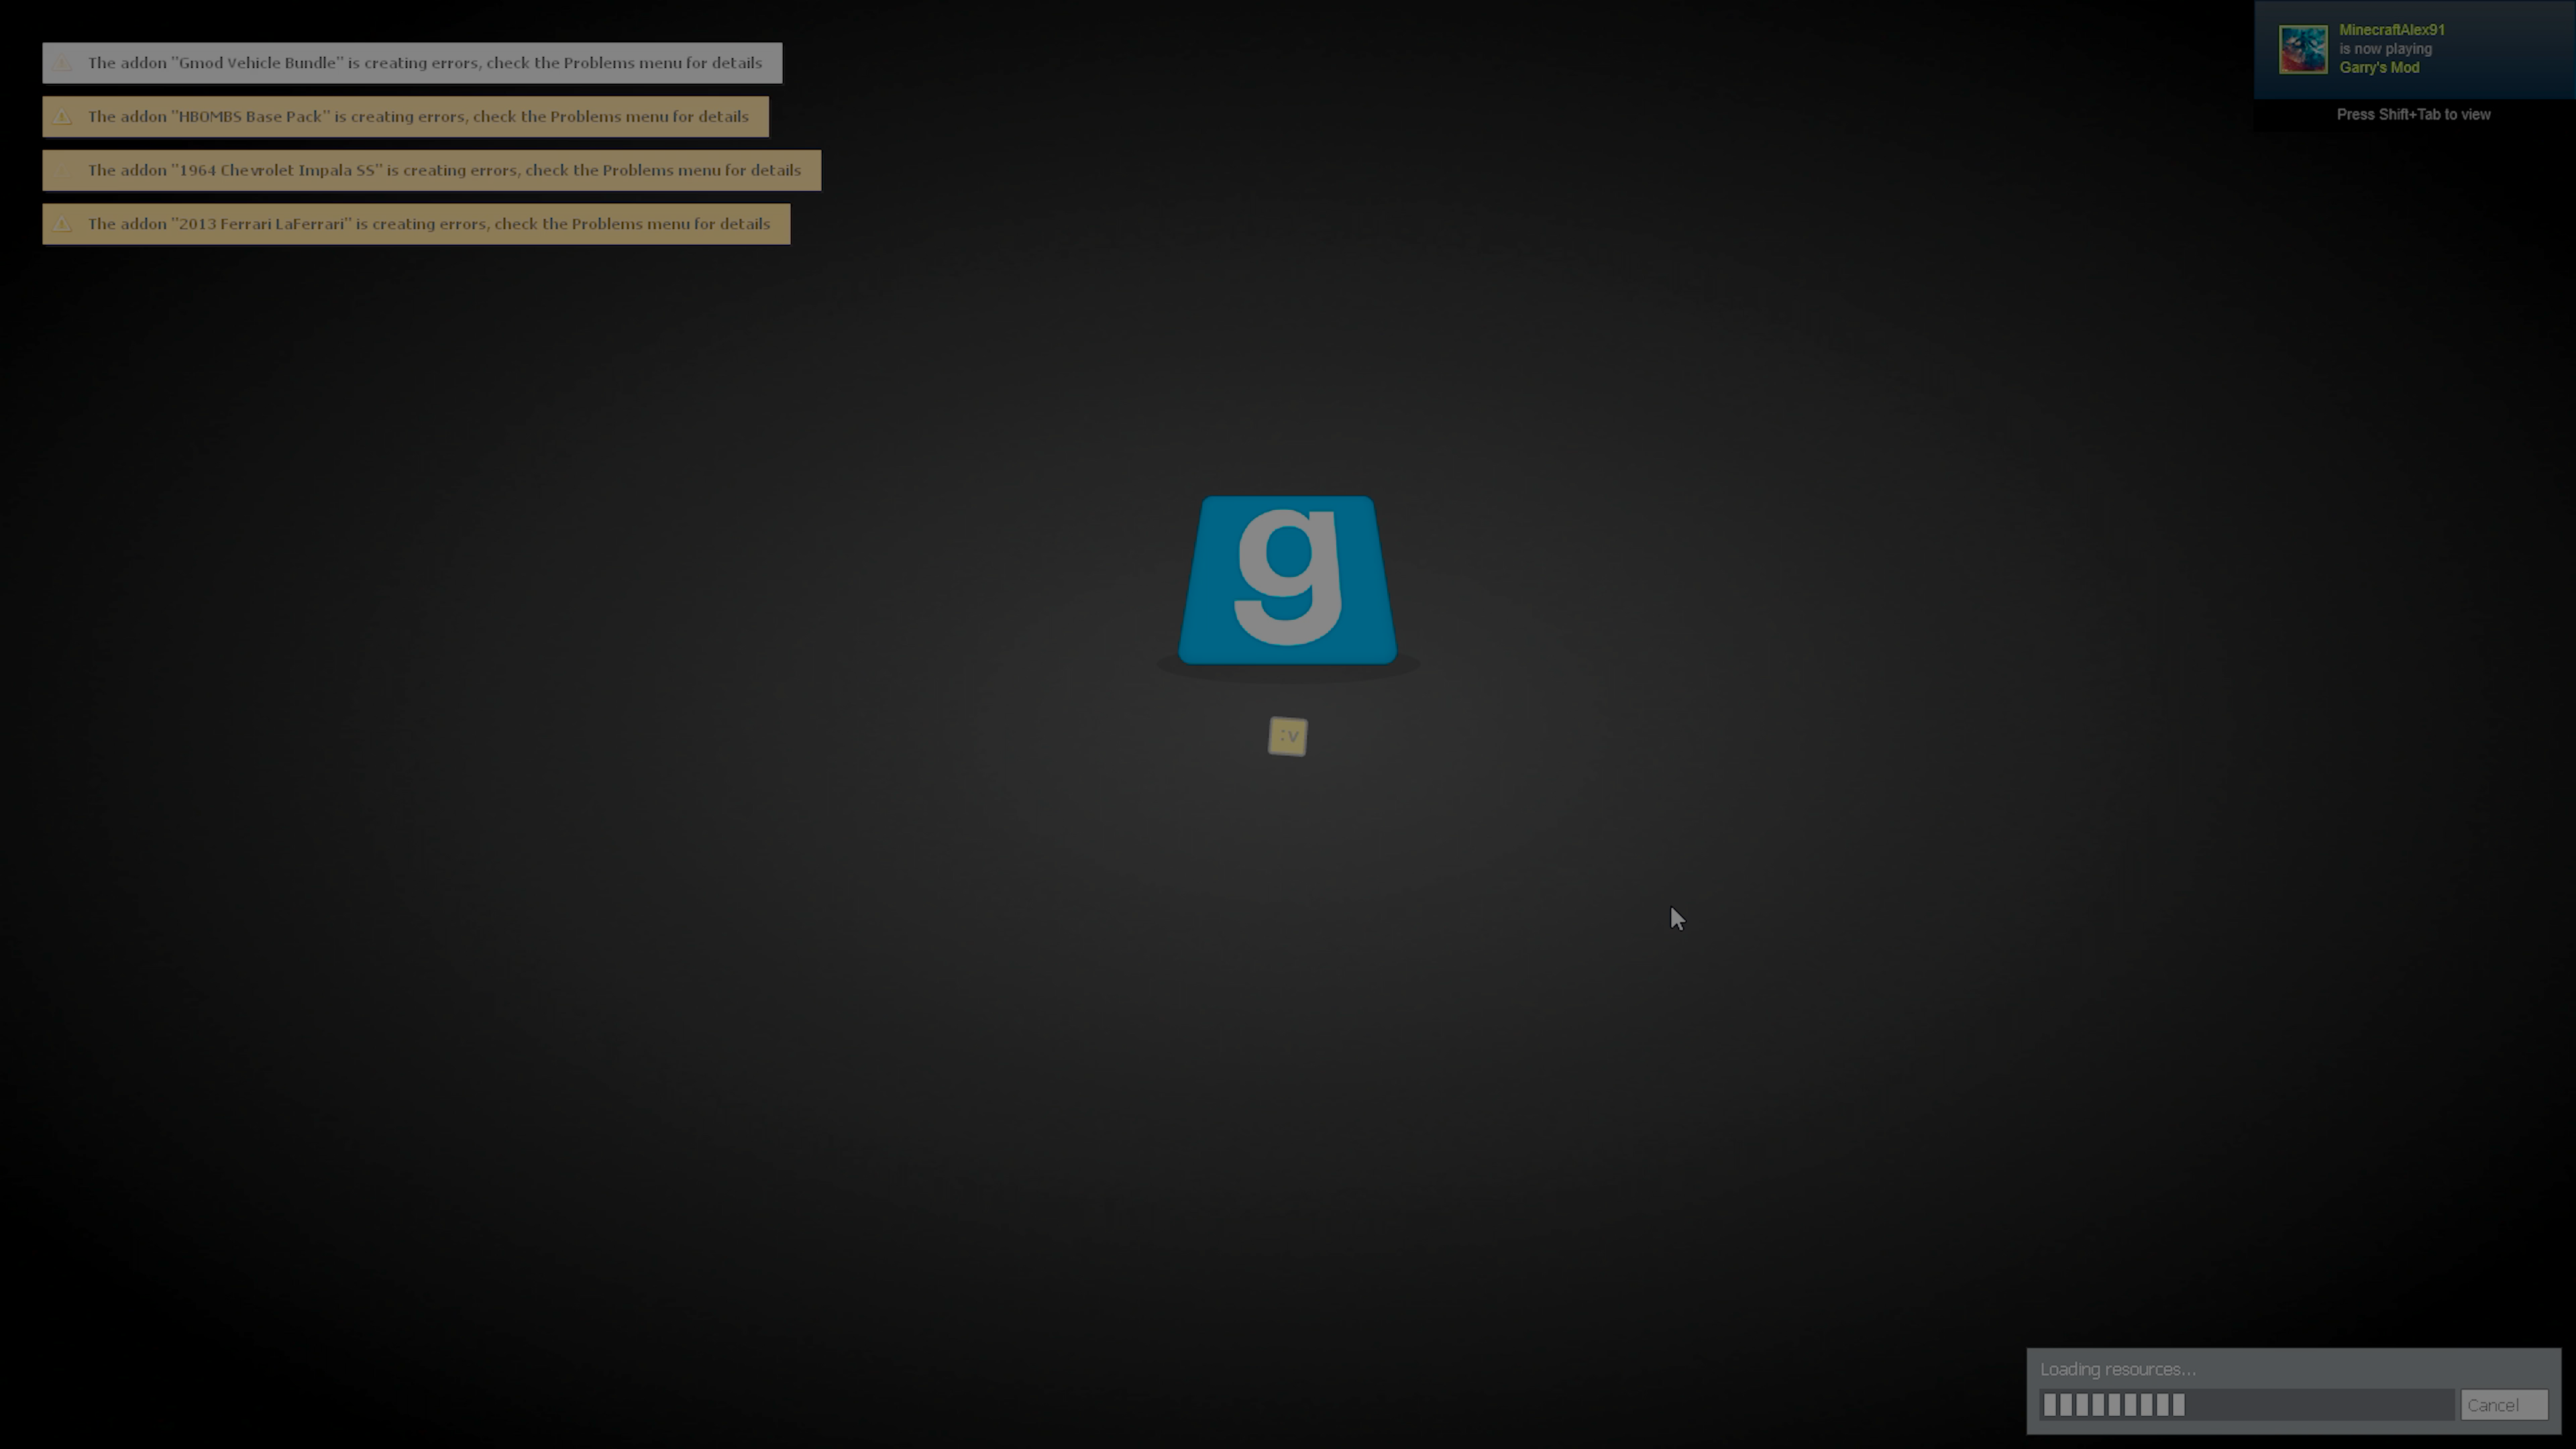 The addon "Gmod Vehicle Bundle" is creating errors, check the Problems menu for details
The addon "HBOMBS Base Pack" is creating errors, check the Problems menu for details
The addon "1964 Chevrolet Impala SS" is creating errors, check the Problems menu for details
The addon "2013 Ferrari LaFerrari" is creating errors, check the Problems menu for details
MinecraftAlex91
is now playing
Garry's Mod
Press Shift+Tab to view
g
:v
Loading resources...
Cancel